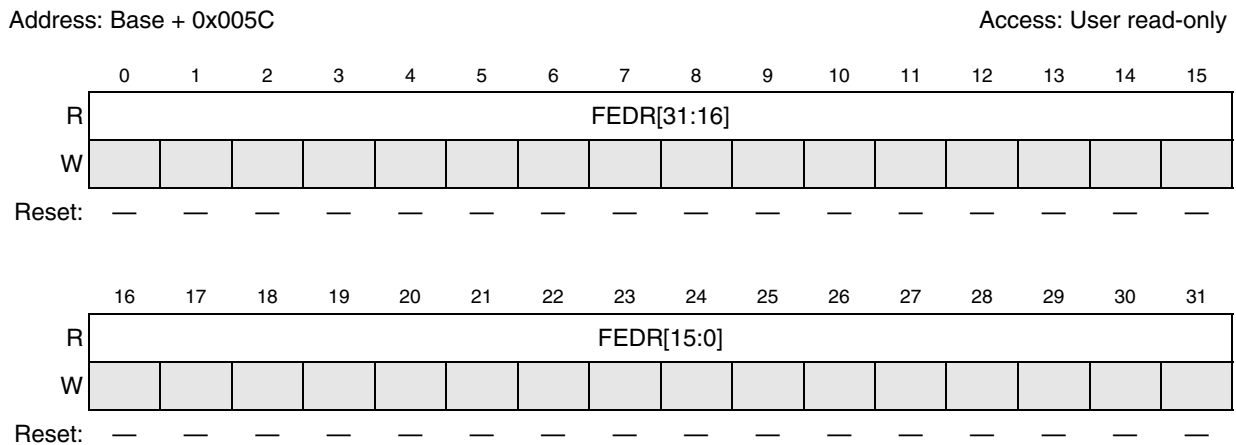 Address: Base + 0x005C Access: User read-only
0 1 2 3 4 5 6 7 8 9 10 11 12 13 14 15
R FEDR[31:16]
W
Reset: — — — — — — — — — — — — — — — —
16 17 18 19 20 21 22 23 24 25 26 27 28 29 30 31
R FEDR[15:0]
W
Reset: — — — — — — — — — — — — — — — —